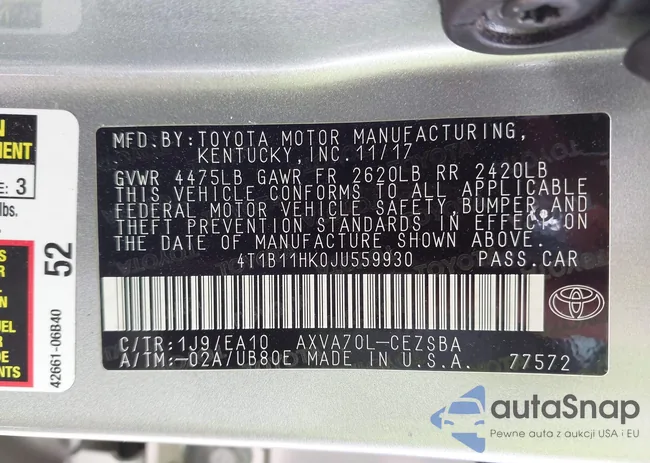 MFD.BY:TOYOTA MOTOR MANUFACTURING,
KENTUCKY,INC.11/17
GVWR 4475LB GAWR FR 2620LB RR 2420LB
THIS VEHICLE CONFORMS TO ALL APPLICABLE
FEDERAL MOTOR VEHICLE SAFETY,BUMPER,AND
THEFT PREVENTION STANDARDS IN EFFECT ON
THE DATE OF MANUFACTURE SHOWN ABOVE.
4T1B11HK0JU559930 PASS.CAR
C/TR:1J9/EA10 AXVA70L-CEZSBA
A/TM:-02A/UB80E MADE IN U.S.A. 77572
3
lbs.
52
42661-06B40
autaSnap
Pewne auta z aukcji USA i EU